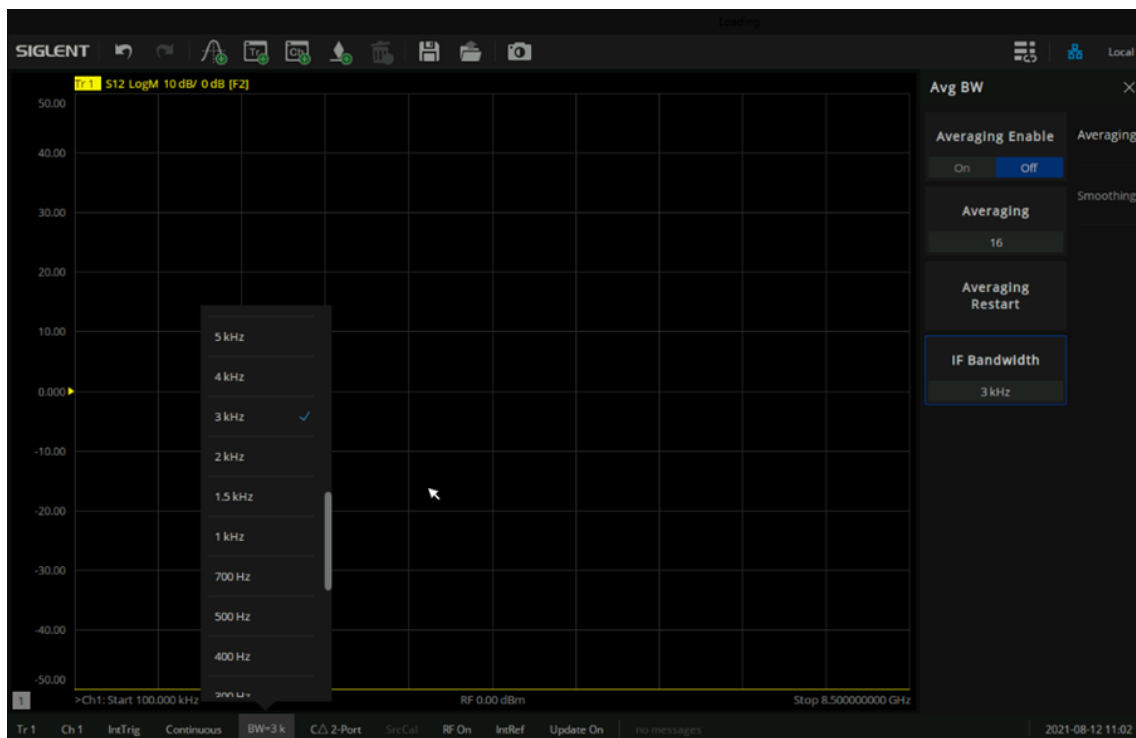 Loading
SIGLENT
Local
Tr 1 S12 LogM 10 dB/ 0 dB [F2]
50.00
40.00
30.00
20.00
10.00
0.000
-10.00
-20.00
-30.00
-40.00
-50.00
5 kHz
4 kHz
3 kHz
2 kHz
1.5 kHz
1 kHz
700 Hz
500 Hz
400 Hz
300 Hz
1 >Ch1: Start 100.000 kHz RF 0.00 dBm Stop 8.500000000 GHz
Avg BW
Averaging Enable
On Off
Averaging
16
Averaging
Restart
IF Bandwidth
3 kHz
Averaging
Smoothing
Tr 1 Ch 1 IntTrig Continuous BW=3 k C△ 2-Port SrcCal RF On IntRef Update On no messages 2021-08-12 11:02